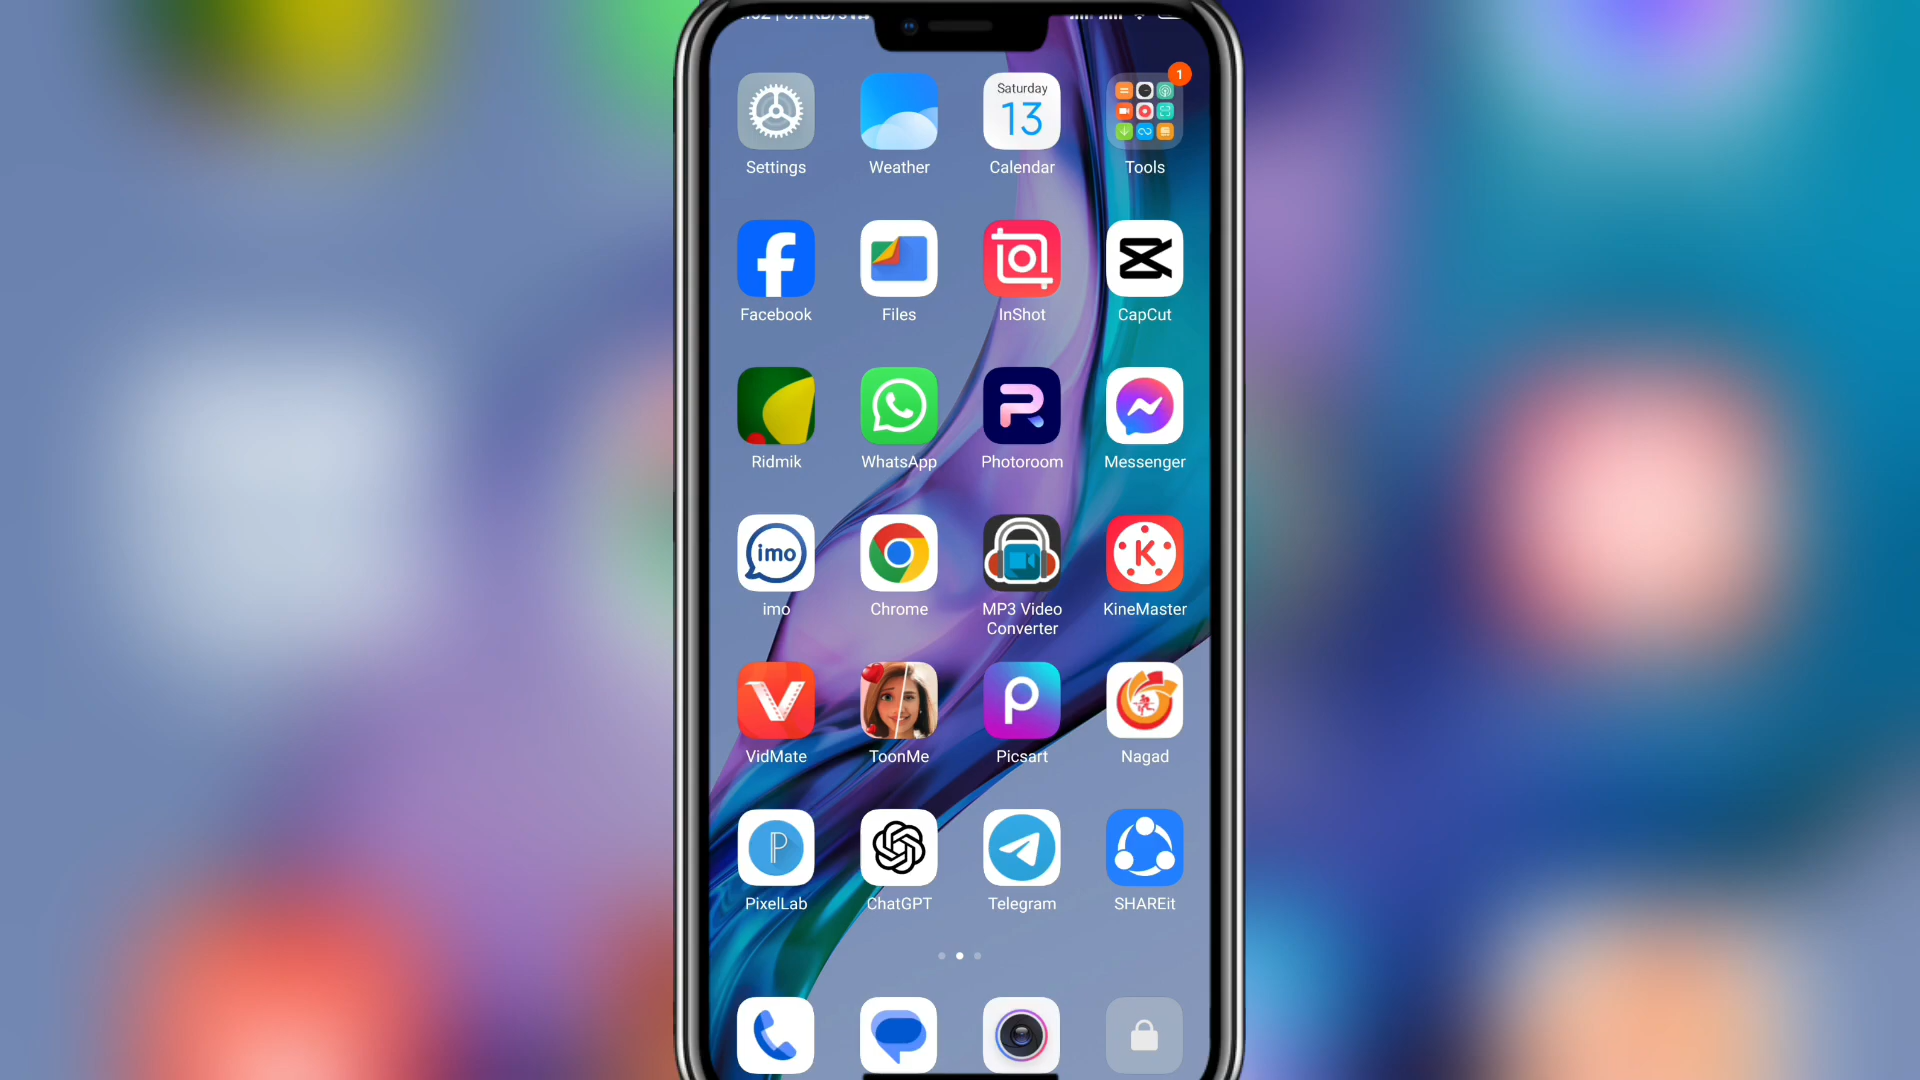 Saturday
13
1
Settings
Weather
Calendar
Tools
Facebook
Files
InShot
CapCut
Ridmik
WhatsApp
Photoroom
Messenger
imo
K
imo
Chrome
MP3 Video
Converter
KineMaster
VidMate
ToonMe
Picsart
Nagad
P
PixelLab
ChatGPT
Telegram
SHAREit